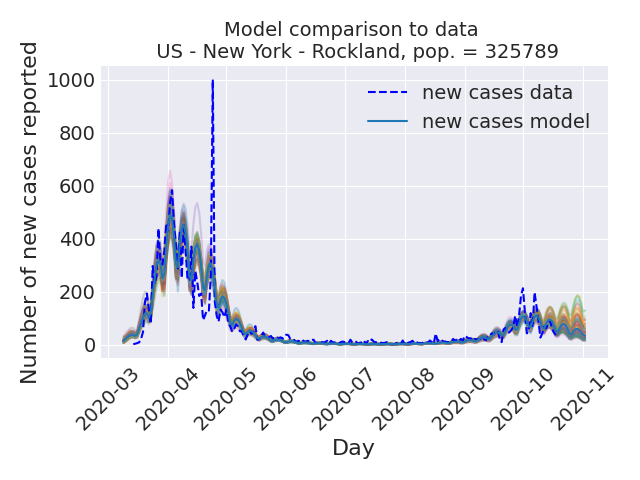 Model comparison to data
US - New York - Rockland, pop. = 325789
Number of new cases reported
1000
800
600
400
200
0
new cases data
new cases model
2020-03
2020-04
2020-05
2020-06
2020-07
2020-08
2020-09
2020-10
2020-11
Day